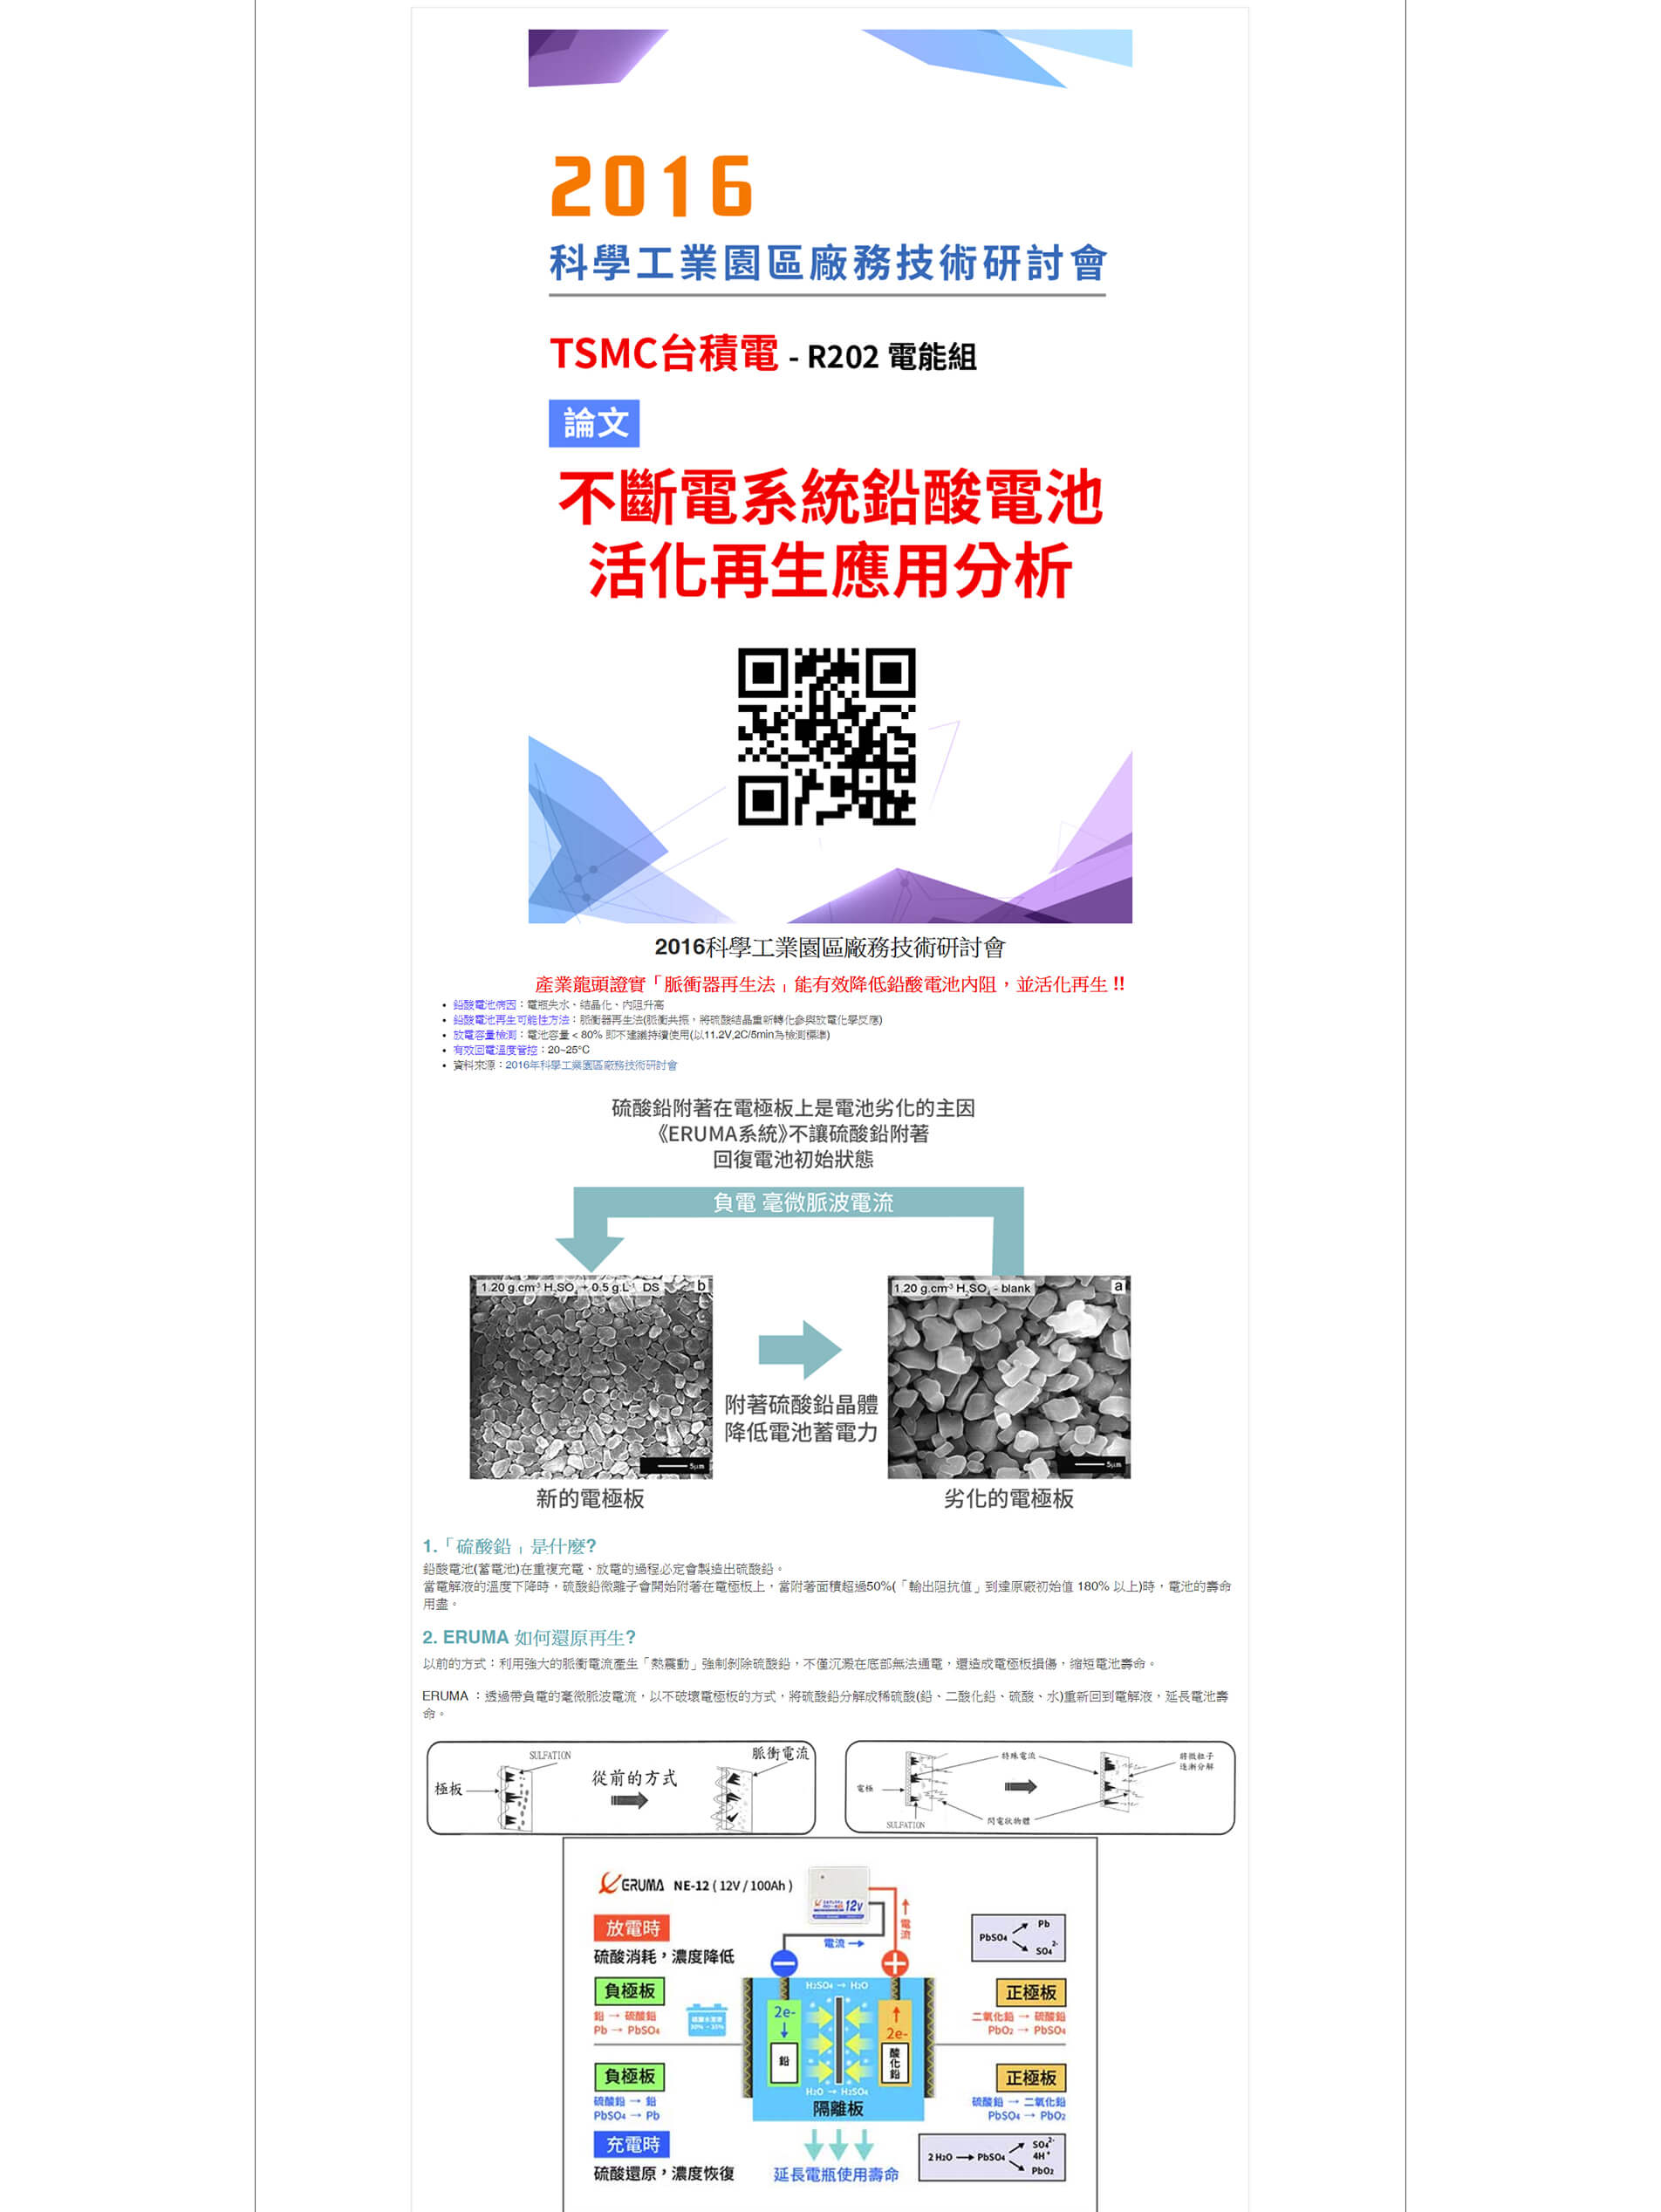 2016
科學工業園區廠務技術研討會
TSMC台積電 - R202 電能組
論文
不斷電系統鉛酸電池
活化再生應用分析
2016科學工業園區廠務技術研討會
產業龍頭證實「脈衝器再生法」能有效降低鉛酸電池內阻，並活化再生 !!
• 鉛酸電池病因：電瓶失水、結晶化、內阻升高
• 鉛酸電池再生可能性方法：脈衝器再生法(脈衝共振，將硫酸結晶重新轉化參與放電化學反應)
• 放電容量檢測：電池容量 < 80% 即不建議持續使用(以11.2V,2C/5min為檢測標準)
• 有效回電溫度管控：20~25°C
• 資料來源：2016年科學工業園區廠務技術研討會
硫酸鉛附著在電極板上是電池劣化的主因
《ERUMA系統》不讓硫酸鉛附著
回復電池初始狀態
負電 毫微脈波電流
1.20 g.cm⁻³ H₂SO₄ + 0.5 g.L⁻¹ DS b
5μm
附著硫酸鉛晶體
降低電池蓄電力
1.20 g.cm⁻³ H₂SO₄ - blank a
5μm
新的電極板
劣化的電極板
1.「硫酸鉛」是什麼?
鉛酸電池(蓄電池)在重複充電、放電的過程必定會製造出硫酸鉛。
當電解液的溫度下降時，硫酸鉛微離子會開始附著在電極板上，當附著面積超過50%(「輸出阻抗值」到達原廠初始值 180% 以上)時，電池的壽命
用盡。
2. ERUMA 如何還原再生?
以前的方式：利用強大的脈衝電流產生「熱震動」強制剝除硫酸鉛，不僅沉澱在底部無法通電，還造成電極板損傷，縮短電池壽命。
ERUMA ：透過帶負電的毫微脈波電流，以不破壞電極板的方式，將硫酸鉛分解成稀硫酸(鉛、二酸化鉛、硫酸、水)重新回到電解液，延長電池壽
命。
SULFATION
脈衝電流
從前的方式
極板
特殊電流
將微粒子
逐漸分解
電極
閃電狀物體
SULFATION
ERUMA NE-12 ( 12V / 100Ah )
12V
放電時
硫酸消耗，濃度降低
電流
電流
PbSO₄ Pb
SO₄²⁻
負極板
鉛 → 硫酸鉛
Pb → PbSO₄
30% ~ 35%
H₂SO₄ → H₂O
2e-
鉛
2e-
酸化鉛
H₂O → H₂SO₄
隔離板
正極板
二氧化鉛 → 硫酸鉛
PbO₂ → PbSO₄
負極板
硫酸鉛 → 鉛
PbSO₄ → Pb
正極板
硫酸鉛 → 二氧化鉛
PbSO₄ → PbO₂
充電時
硫酸還原，濃度恢復
延長電瓶使用壽命
2 H₂O → PbSO₄ SO₄²⁻
4H⁺
PbO₂